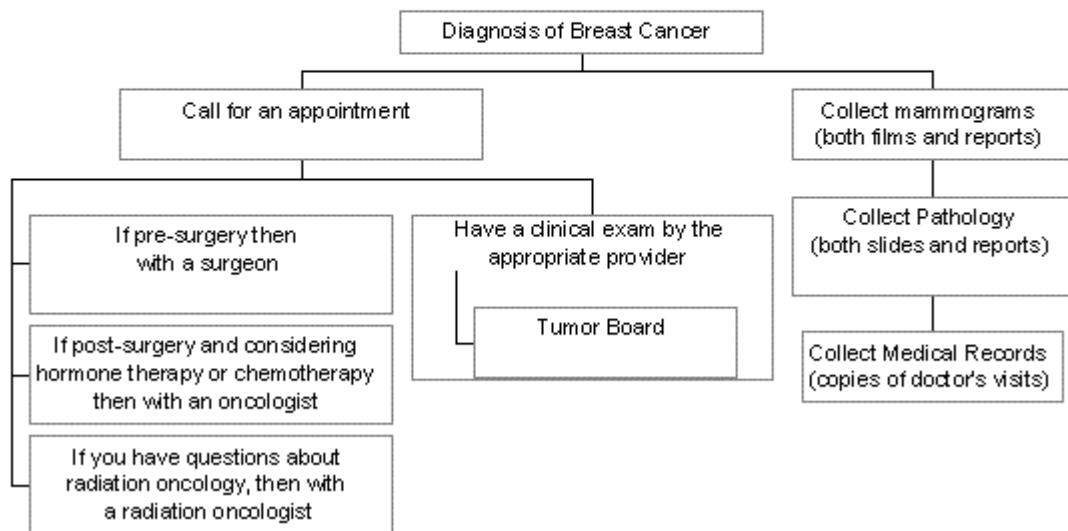 Diagnosis of Breast Cancer
Call for an appointment
If pre-surgery then
with a surgeon
If post-surgery and considering
hormone therapy or chemotherapy
then with an oncologist
If you have questions about
radiation oncology, then with
a radiation oncologist
Have a clinical exam by the
appropriate provider
Tumor Board
Collect mammograms
(both films and reports)
Collect Pathology
(both slides and reports)
Collect Medical Records
(copies of doctor's visits)